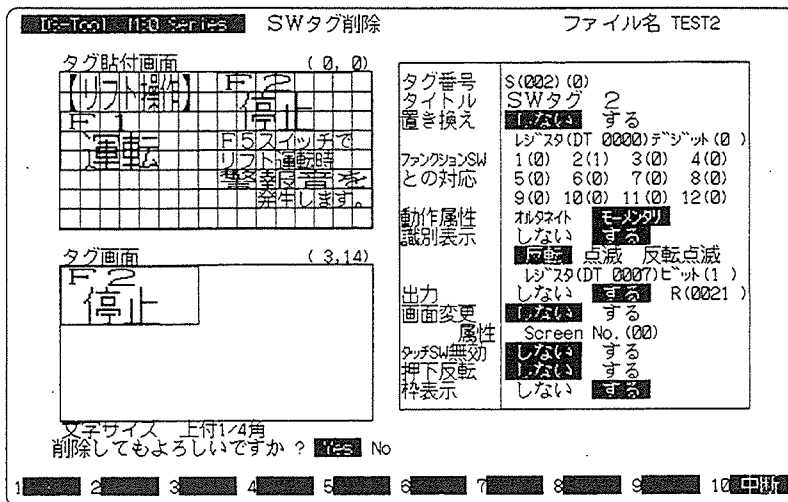 IC-Tool MEO Series SWタグ削除 ファイル名 TEST2
タグ貼付画面 ( 0, 0)
【リフト操作】 F 2
停止
F 1
運転
F5スイッチで
リフト運転時
警報音を
発生します。
タグ画面 ( 3,14)
F 2
停止
文字サイズ 上付1/4角
タグ番号 S(002)(0)
タイトル SWタグ 2
置き換え しない する
レジスタ(DT 0000)デジット(0 )
ファンクションSW 1(0) 2(1) 3(0) 4(0)
との対応 5(0) 6(0) 7(0) 8(0)
9(0) 10(0) 11(0) 12(0)
動作属性 オルタネイト モーメンタリ
識別表示 しない する
反転 点滅 反転点滅
レジスタ(DT 0007)ビット(1 )
出力 しない する R(0021 )
画面変更 しない する
属性 Screen No.(00)
タッチSW無効 しない する
押下反転 しない する
枠表示 しない する
削除してもよろしいですか ? Yes No
1 2 3 4 5 6 7 8 9 10 中断